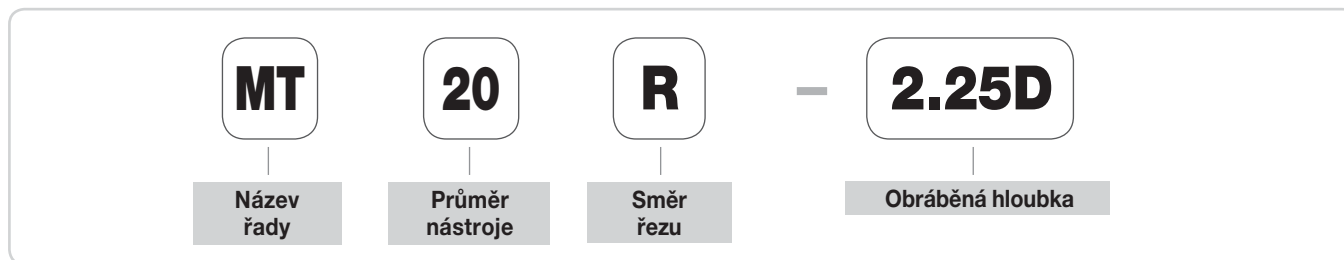 MT 20 R – 2.25D
Název Průměr Směr Obráběná hloubka
řady nástroje řezu